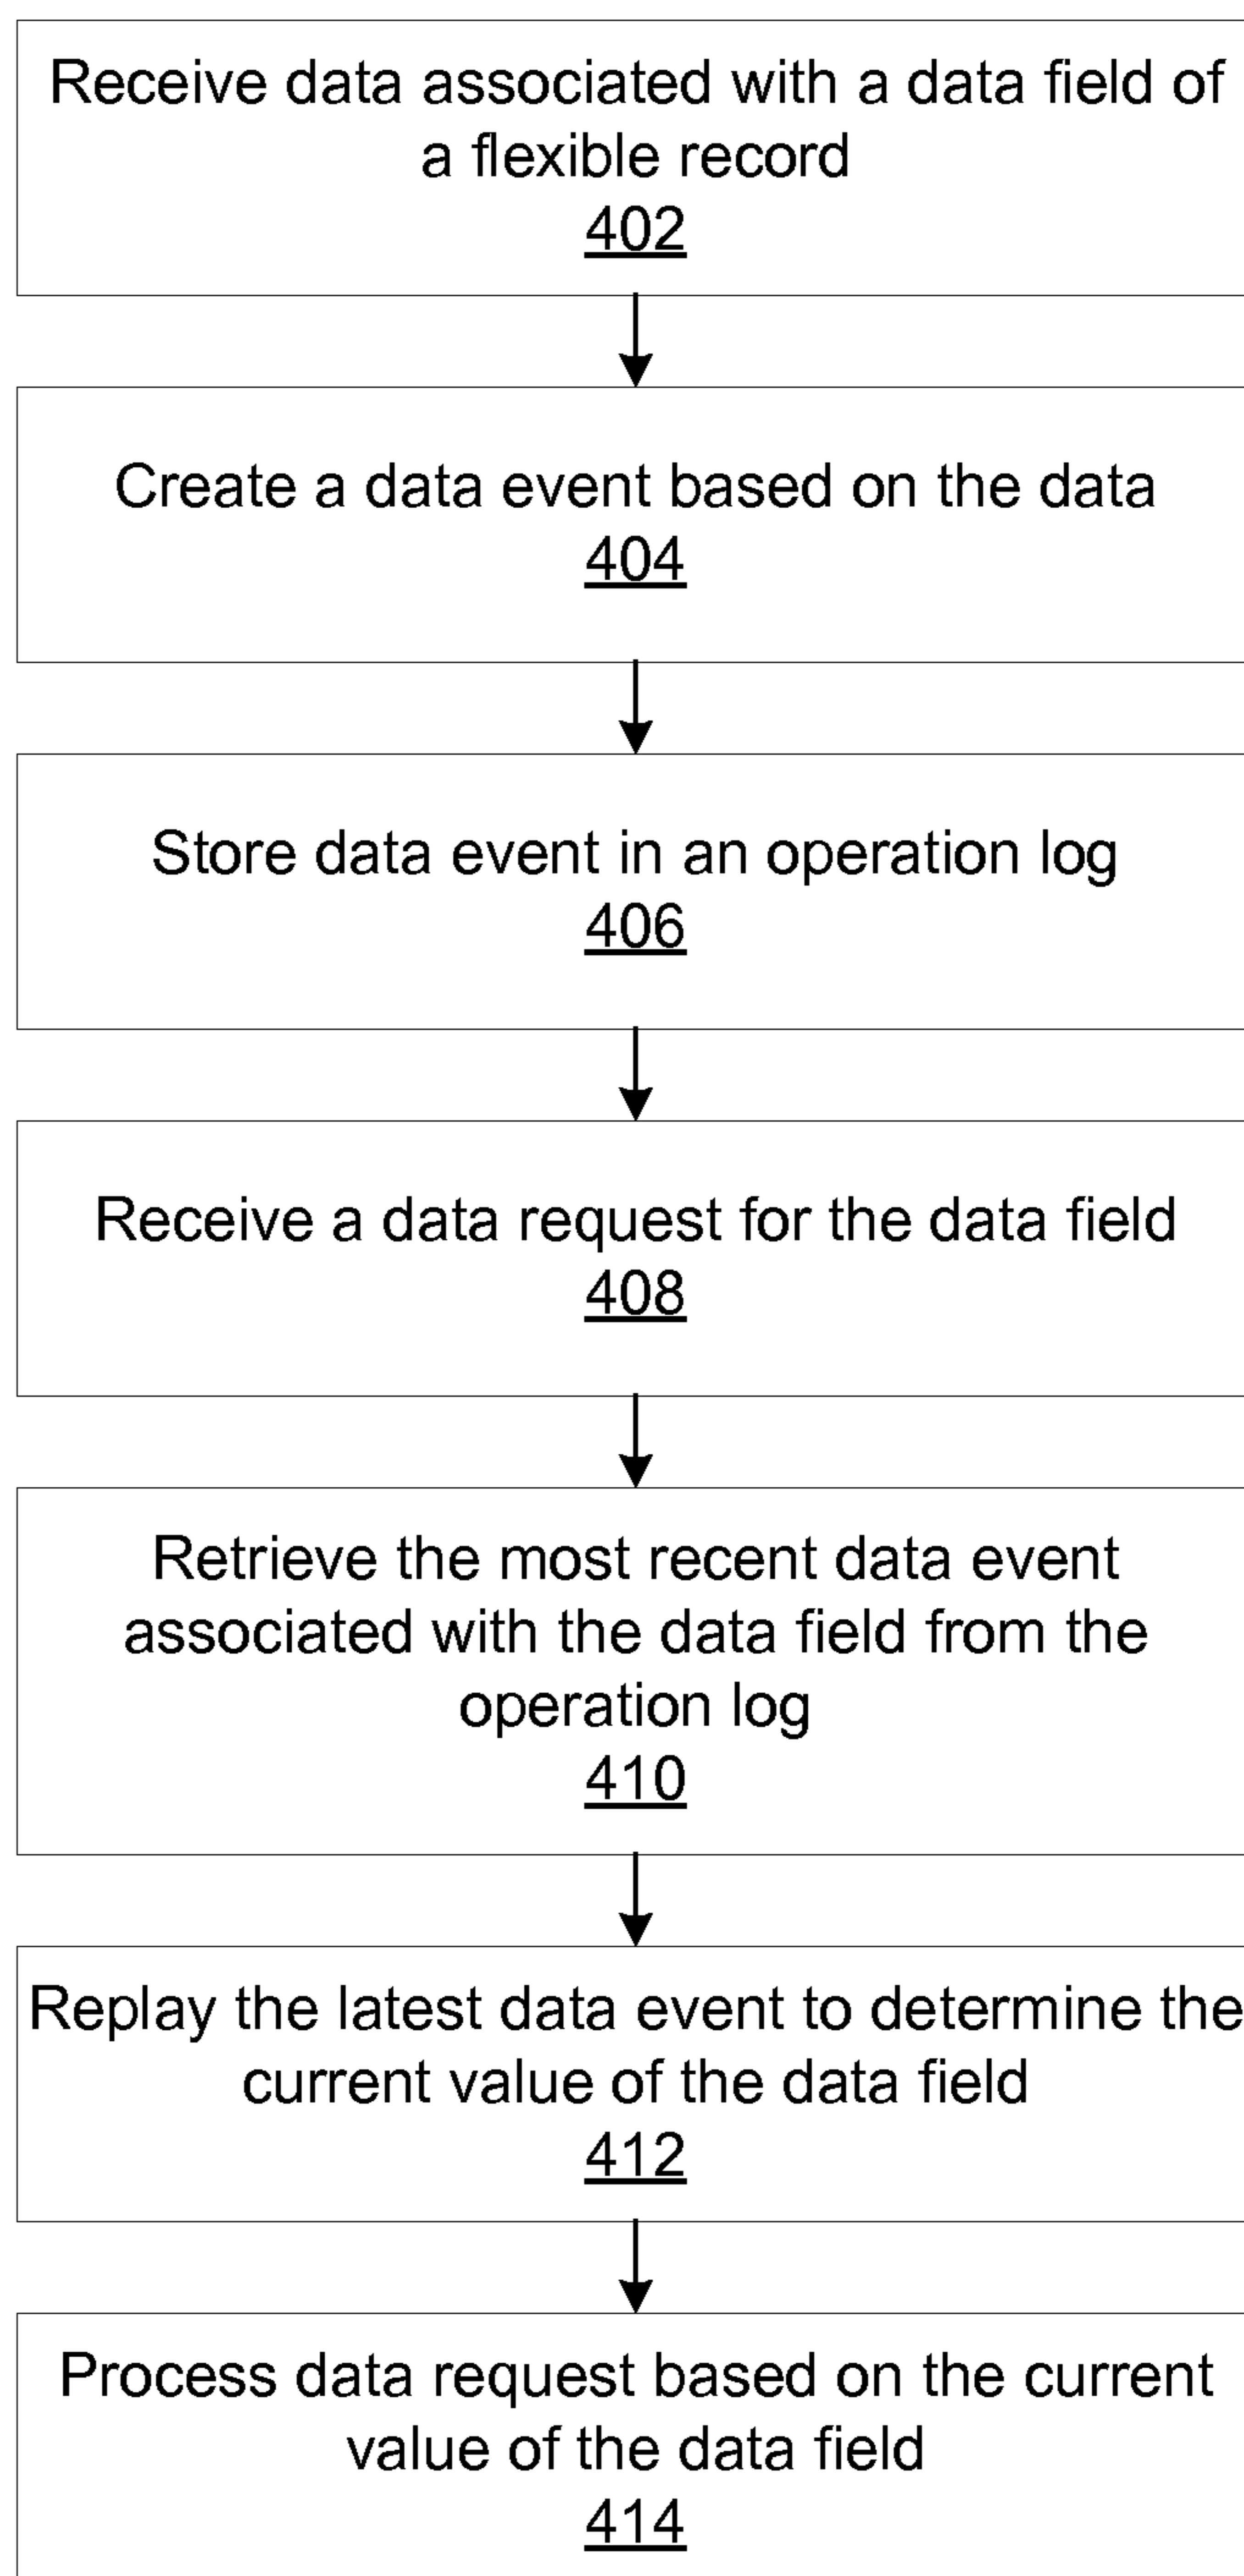 Receive data associated with a data field of
a flexible record
402
Create a data event based on the data
404
Store data event in an operation log
406
Receive a data request for the data field
408
Retrieve the most recent data event
associated with the data field from the
operation log
410
Replay the latest data event to determine the
current value of the data field
412
Process data request based on the current
value of the data field
414